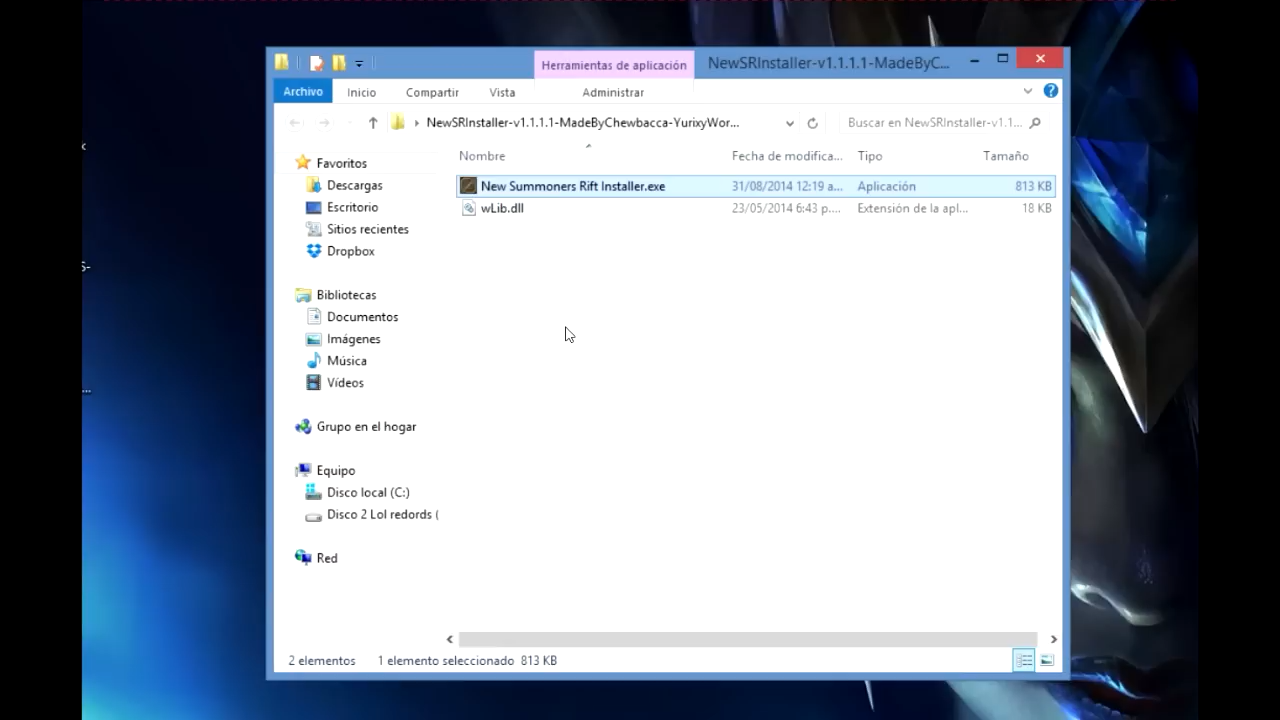 Herramientas de aplicación
NewSRInstaller-v1.1.1.1-MadeByC...
Archivo
Inicio
Compartir
Vista
Administrar
NewSRInstaller-v1.1.1.1-MadeByChewbacca-YurixyWor...
Buscar en NewSRInstaller-v1.1...
Nombre
Fecha de modifica...
Tipo
Tamaño
New Summoners Rift Installer.exe
31/08/2014 12:19 a...
Aplicación
813 KB
wLib.dll
23/05/2014 6:43 p....
Extensión de la apl...
18 KB
Favoritos
Descargas
Escritorio
Sitios recientes
Dropbox
Bibliotecas
Documentos
Imágenes
Música
Vídeos
Grupo en el hogar
Equipo
Disco local (C:)
Disco 2 Lol redords (
Red
2 elementos
1 elemento seleccionado 813 KB